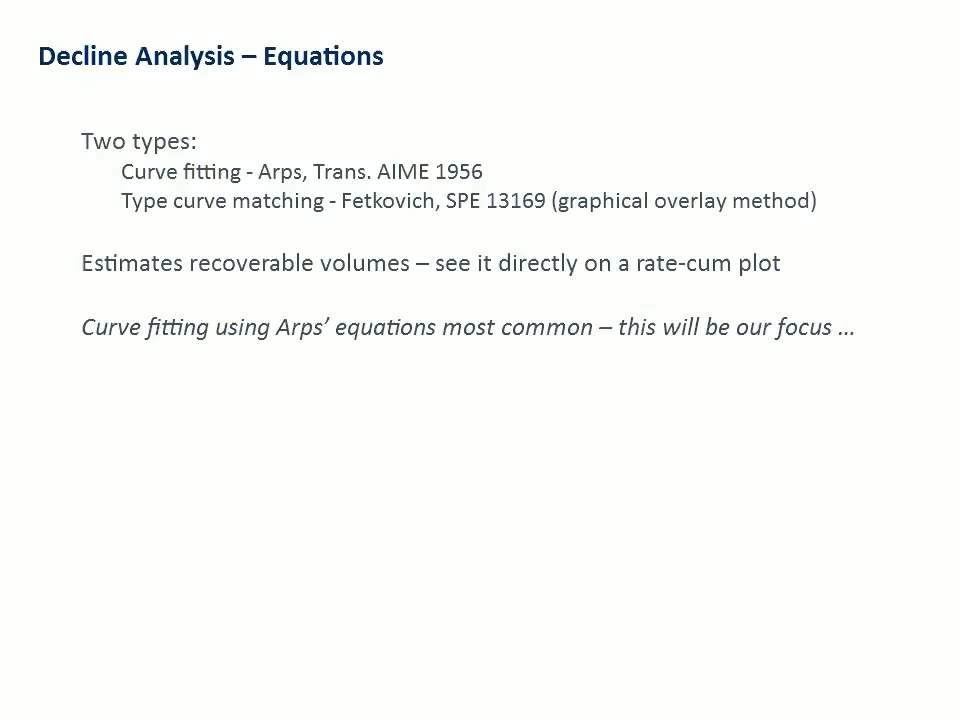 Decline Analysis – Equations
Two types:
Curve fitting - Arps, Trans. AIME 1956
Type curve matching - Fetkovich, SPE 13169 (graphical overlay method)
Estimates recoverable volumes – see it directly on a rate-cum plot
Curve fitting using Arps’ equations most common – this will be our focus …